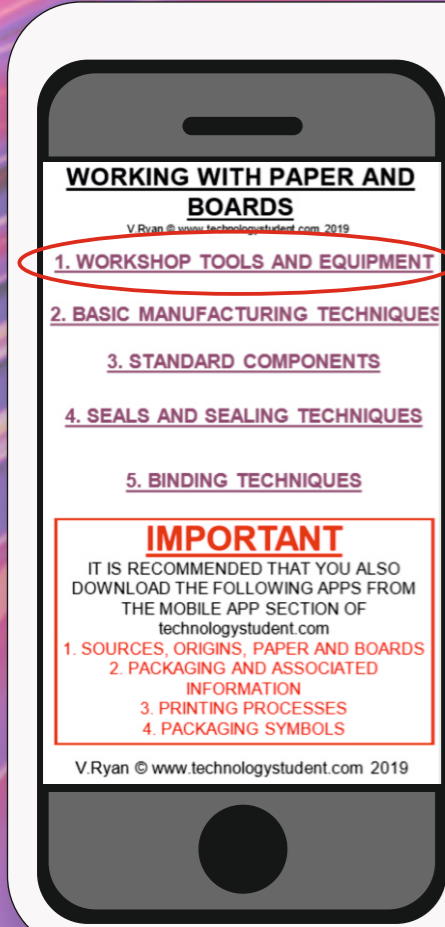 WORKING WITH PAPER AND
BOARDS
V.Ryan © www.technologystudent.com 2019
1. WORKSHOP TOOLS AND EQUIPMENT
2. BASIC MANUFACTURING TECHNIQUES
3. STANDARD COMPONENTS
4. SEALS AND SEALING TECHNIQUES
5. BINDING TECHNIQUES
IMPORTANT
IT IS RECOMMENDED THAT YOU ALSO
DOWNLOAD THE FOLLOWING APPS FROM
THE MOBILE APP SECTION OF
technologystudent.com
1. SOURCES, ORIGINS, PAPER AND BOARDS
2. PACKAGING AND ASSOCIATED
INFORMATION
3. PRINTING PROCESSES
4. PACKAGING SYMBOLS
V.Ryan © www.technologystudent.com 2019